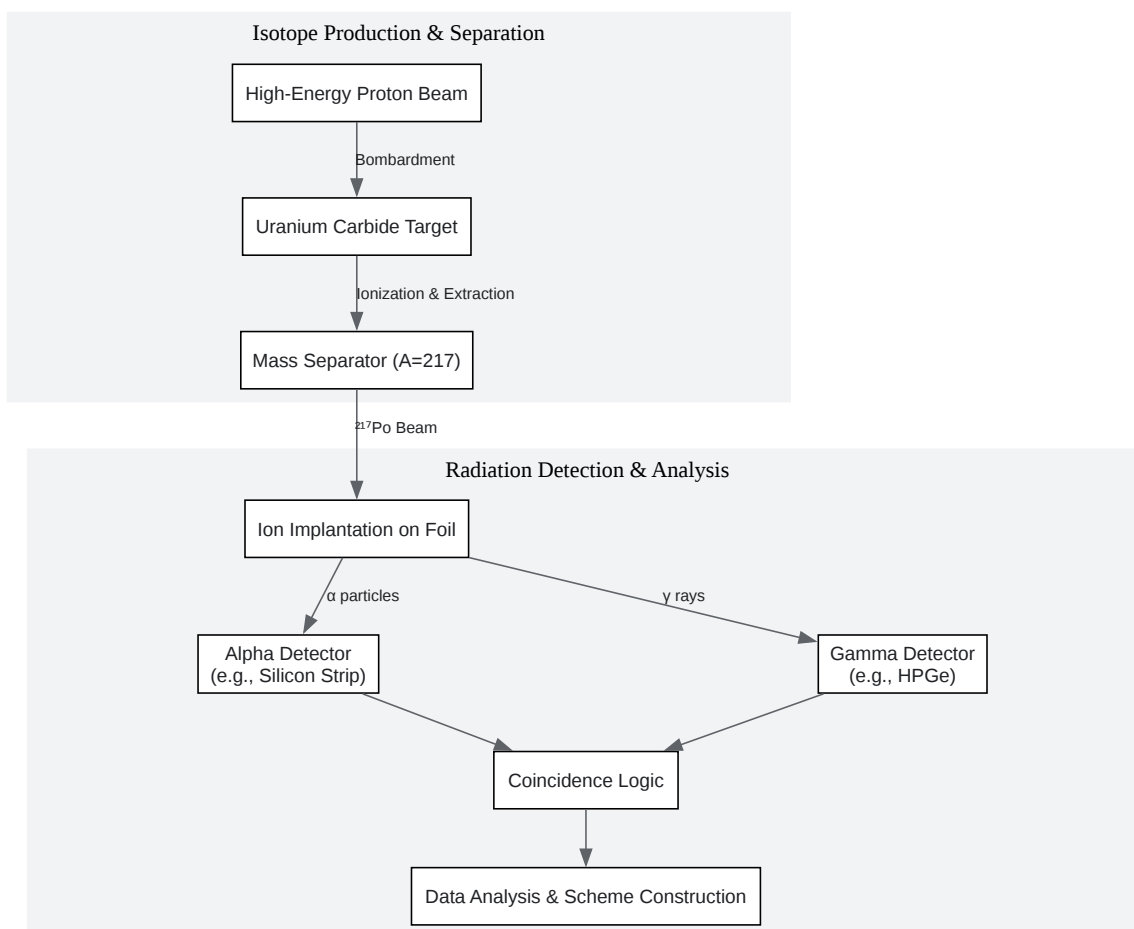 Isotope Production & Separation
High-Energy Proton Beam
Bombardment
Uranium Carbide Target
Ionization & Extraction
Mass Separator (A=217)
²¹⁷Po Beam
Radiation Detection & Analysis
Ion Implantation on Foil
α particles
γ rays
Alpha Detector
(e.g., Silicon Strip)
Gamma Detector
(e.g., HPGe)
Coincidence Logic
Data Analysis & Scheme Construction